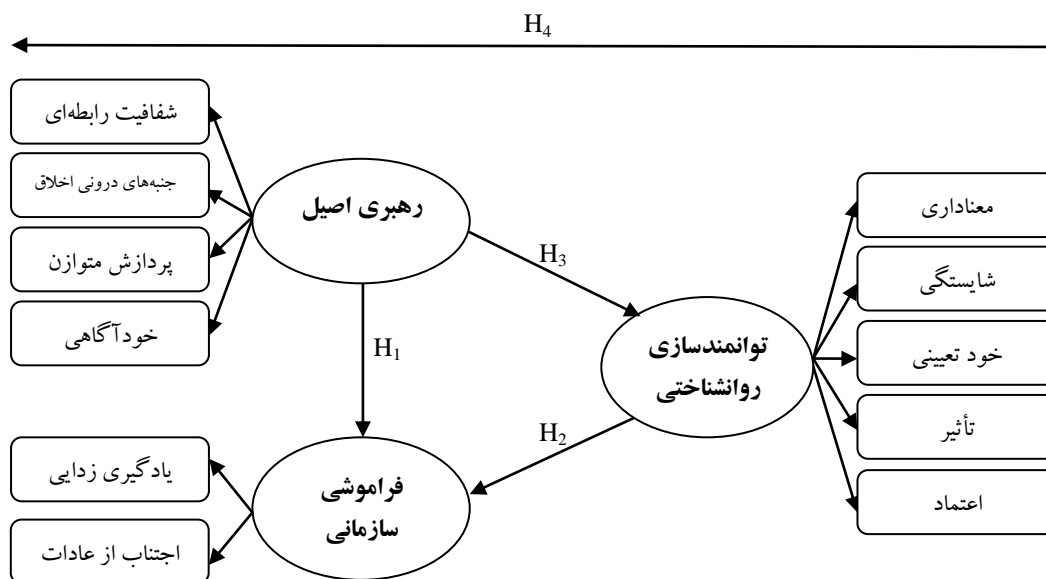 H₄
شفافیت رابطه‌ای
جنبه‌های درونی اخلاق
پردازش متوازن
خودآگاهی
رهبری اصیل
معناداری
شایستگی
خود تعیینی
تأثیر
اعتماد
H₃
توانمندسازی
روانشناختی
H₁
H₂
فراموشی
سازمانی
یادگیری زدایی
اجتناب از عادات